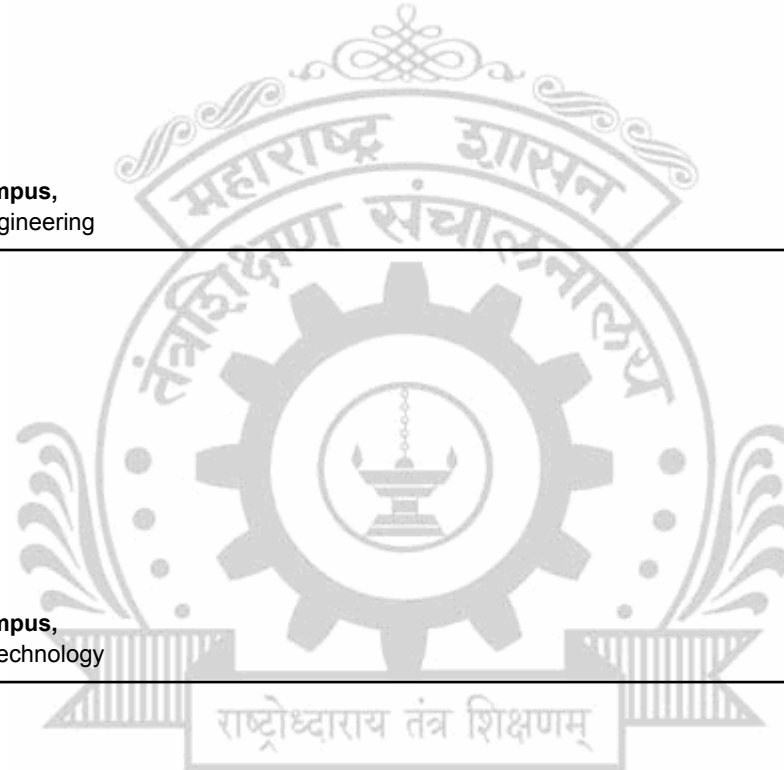 महाराष्ट्र शासन
mpus,
gineering
तंत्रशिक्षण संचालनालय
mpus,
echnology
राष्ट्रोध्दाराय तंत्र शिक्षणम्